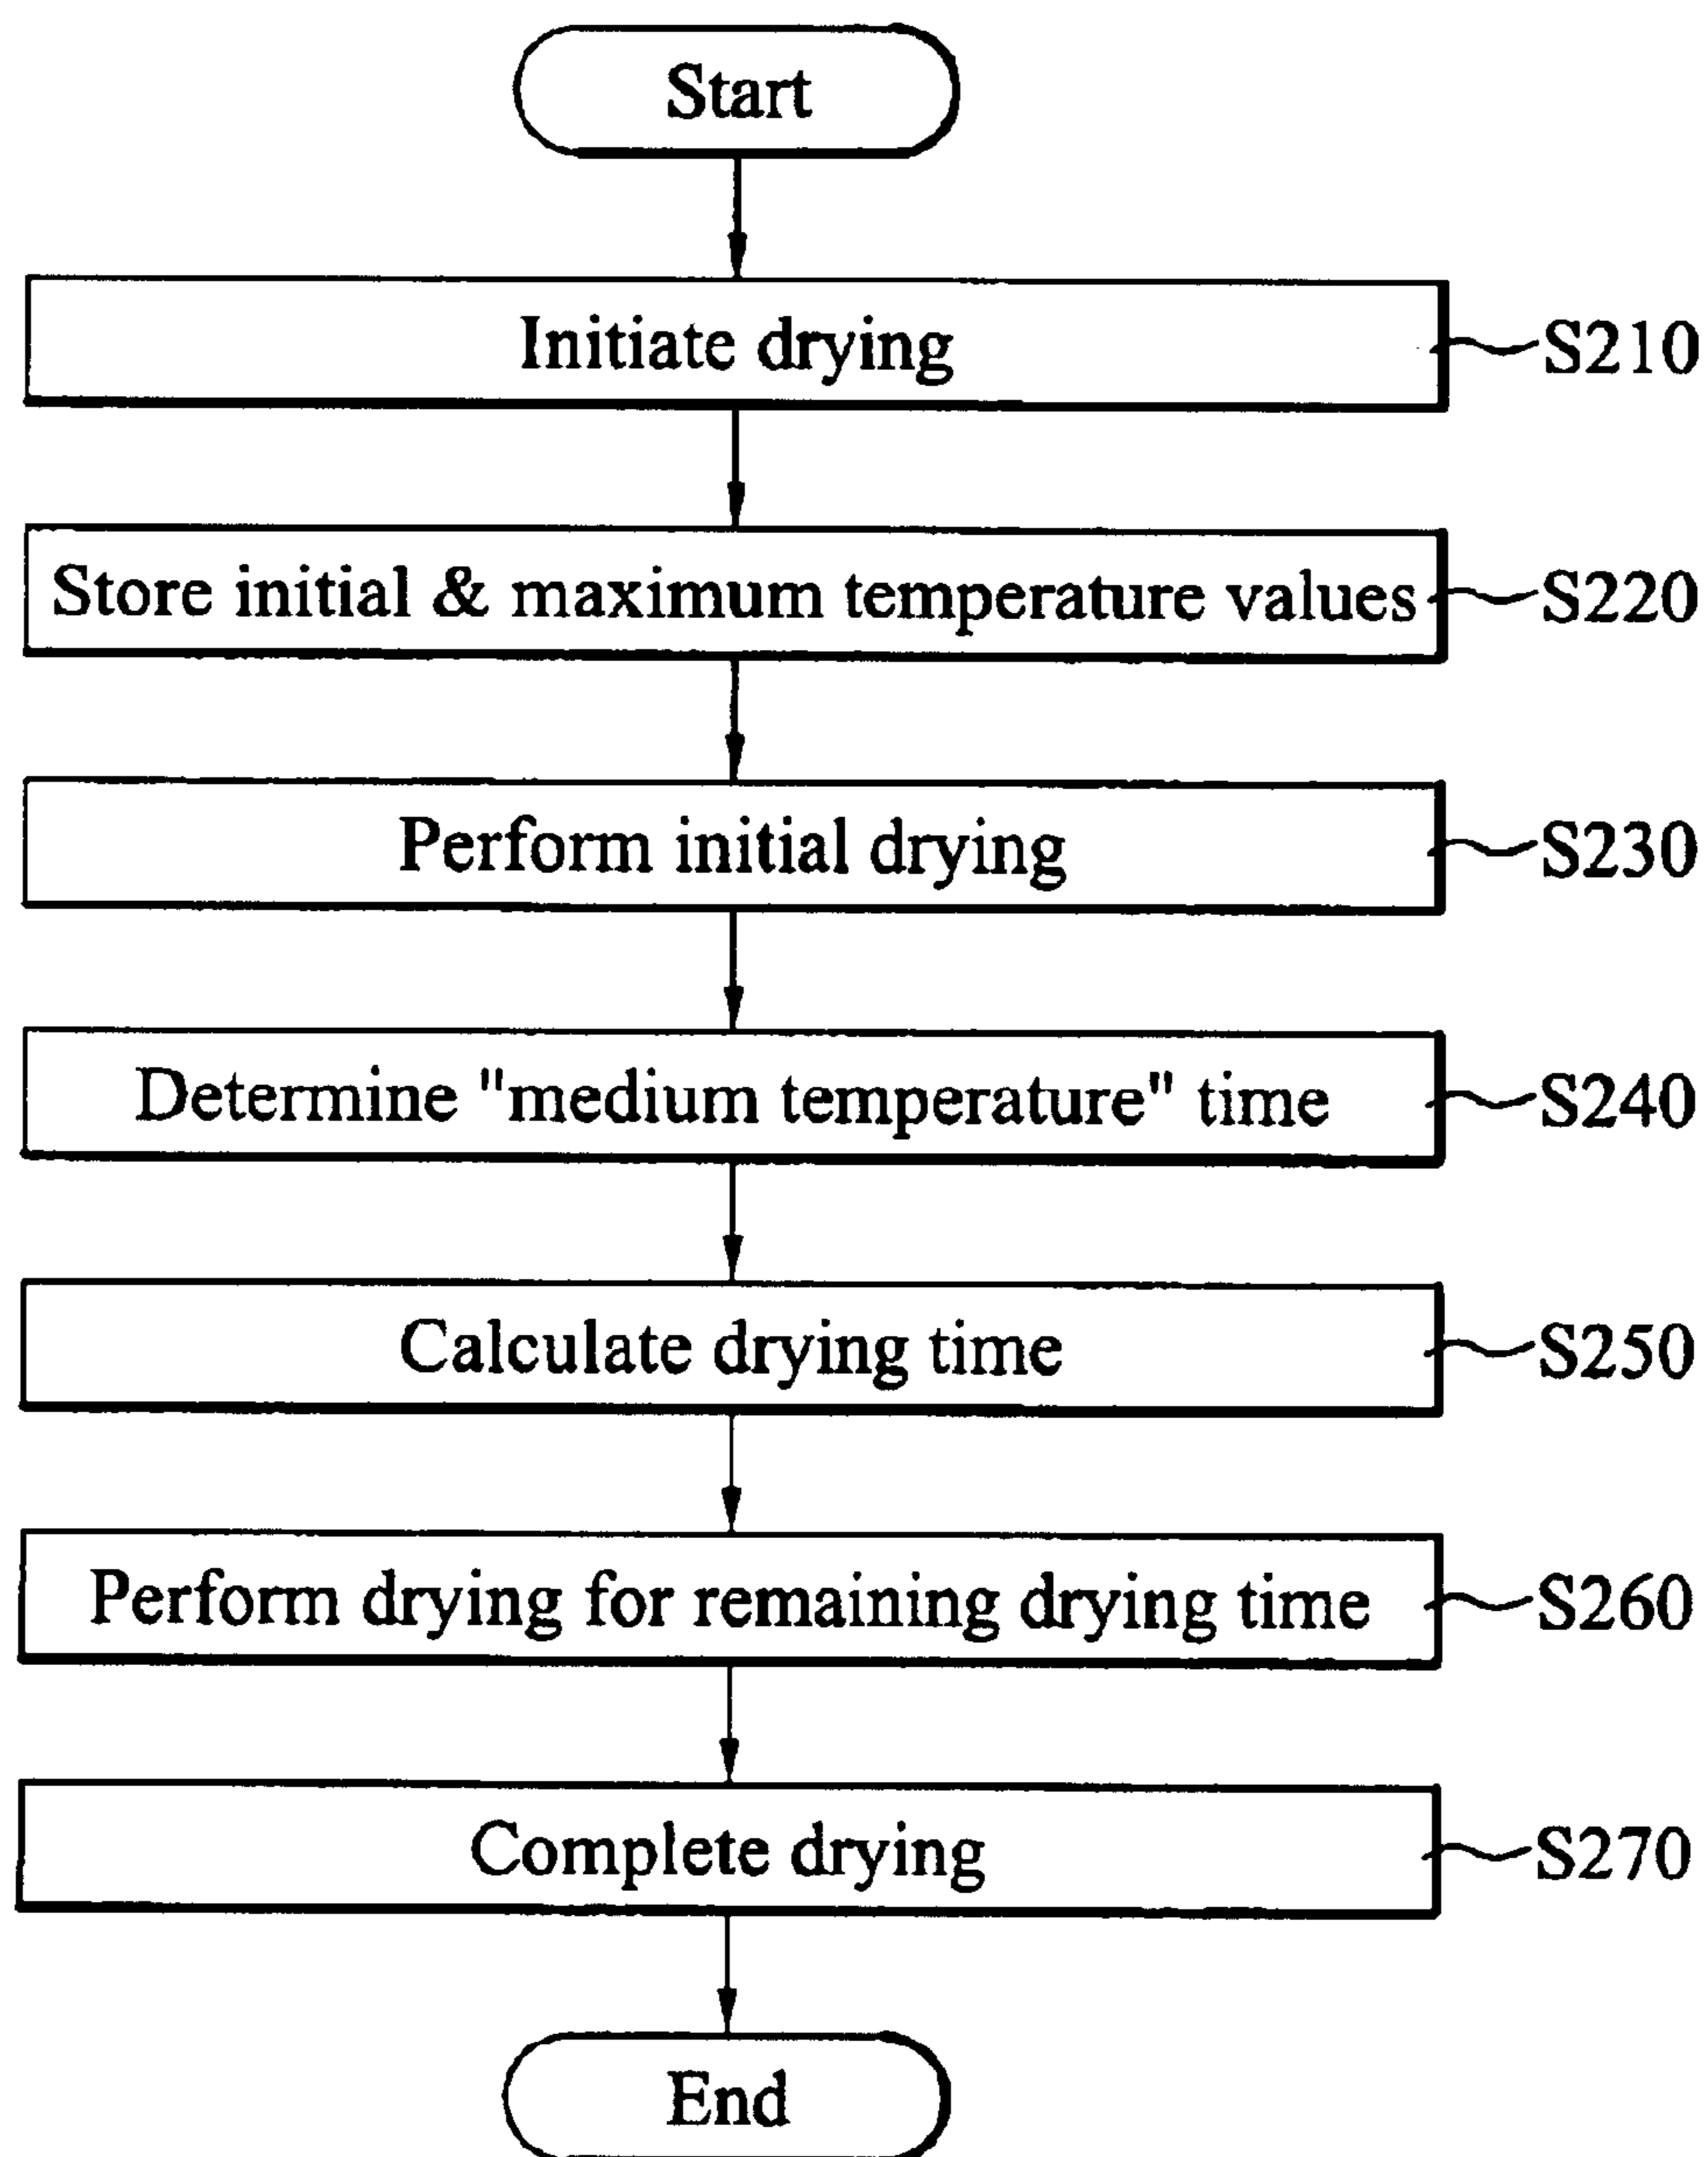 Start
Initiate drying
S210
Store initial & maximum temperature values
S220
Perform initial drying
S230
Determine "medium temperature" time
S240
Calculate drying time
S250
Perform drying for remaining drying time
S260
Complete drying
S270
End